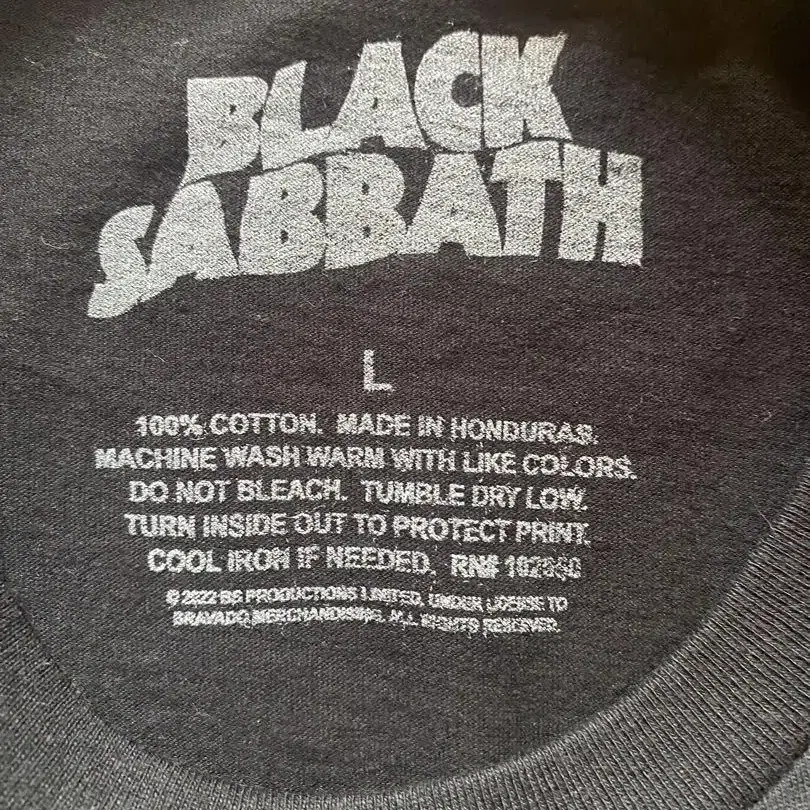 BLACK
SABBATH
L
100% COTTON. MADE IN HONDURAS.
MACHINE WASH WARM WITH LIKE COLORS.
DO NOT BLEACH. TUMBLE DRY LOW.
TURN INSIDE OUT TO PROTECT PRINT.
COOL IRON IF NEEDED. RN#
© 2022 BS PRODUCTIONS LIMITED, UNDER LICENSE TO
BRAVADO MERCHANDISING. ALL RIGHTS RESERVED.